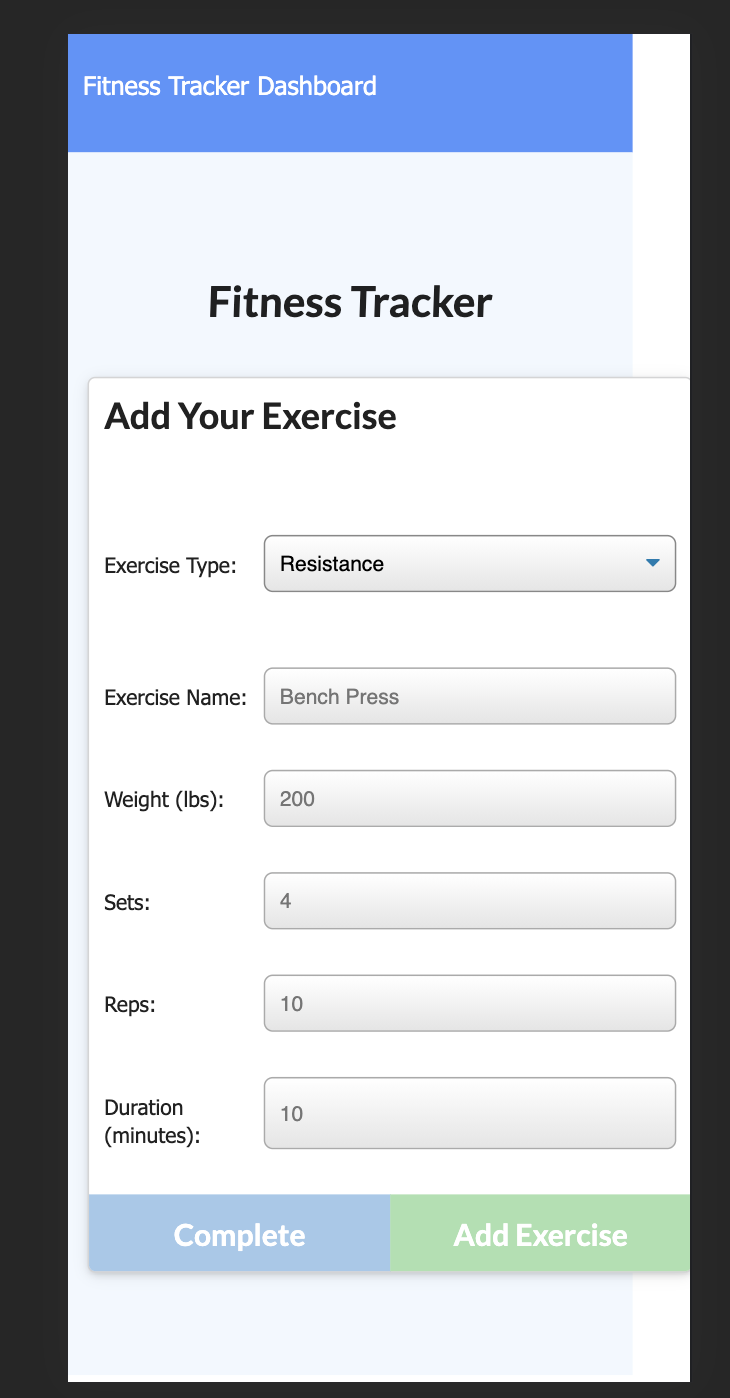 Fitness Tracker Dashboard
Fitness Tracker
Add Your Exercise
Exercise Type: Resistance
Exercise Name: Bench Press
Weight (lbs): 200
Sets: 4
Reps: 10
Duration
(minutes): 10
Complete Add Exercise